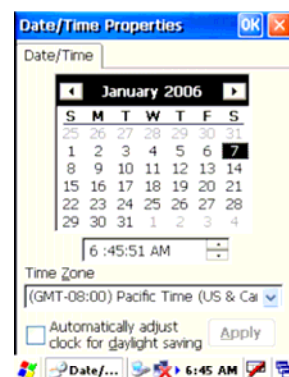 Date/Time Properties OK
Date/Time
January 2006
S M T W T F S
25 26 27 28 29 30 31
1 2 3 4 5 6 7
8 9 10 11 12 13 14
15 16 17 18 19 20 21
22 23 24 25 26 27 28
29 30 31 1 2 3 4
6 :45:51 AM
Time Zone
(GMT-08:00) Pacific Time (US & Ca
Automatically adjust
clock for daylight saving
Apply
Date/... 6:45 AM